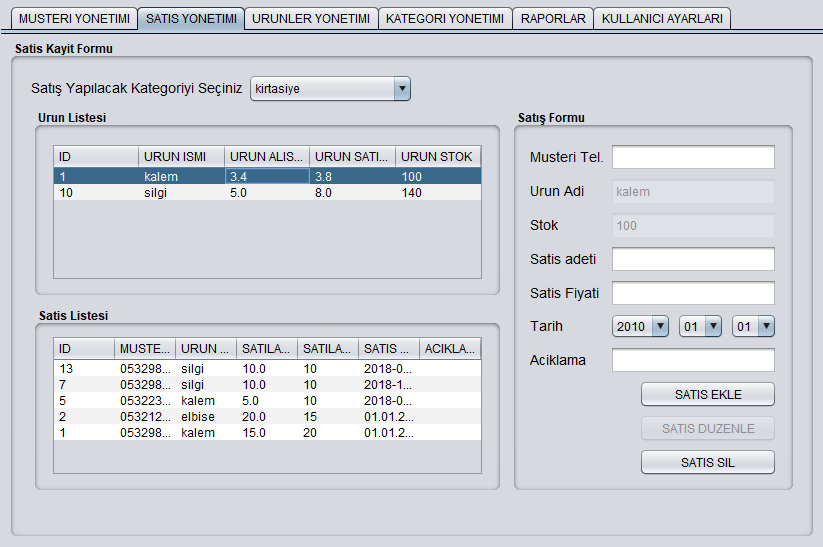 MUSTERI YONETIMI SATIS YONETIMI URUNLER YONETIMI KATEGORI YONETIMI RAPORLAR KULLANICI AYARLARI
Satis Kayit Formu
Satış Yapılacak Kategoriyi Seçiniz kirtasiye
Urun Listesi
ID URUN ISMI URUN ALIS... URUN SATI... URUN STOK
1 kalem 3.4 3.8 100
10 silgi 5.0 8.0 140
Satis Listesi
ID MUSTE... URUN ... SATILA... SATILA... SATIS ... ACIKLA...
13 053298... silgi 10.0 10 2018-0...
7 053298... silgi 10.0 10 2018-1...
5 053223... kalem 5.0 10 2018-0...
2 053212... elbise 20.0 15 01.01.2...
1 053298... kalem 15.0 20 01.01.2...
Satış Formu
Musteri Tel.
Urun Adi kalem
Stok 100
Satis adeti
Satis Fiyati
Tarih 2010 01 01
Aciklama
SATIS EKLE
SATIS DUZENLE
SATIS SIL